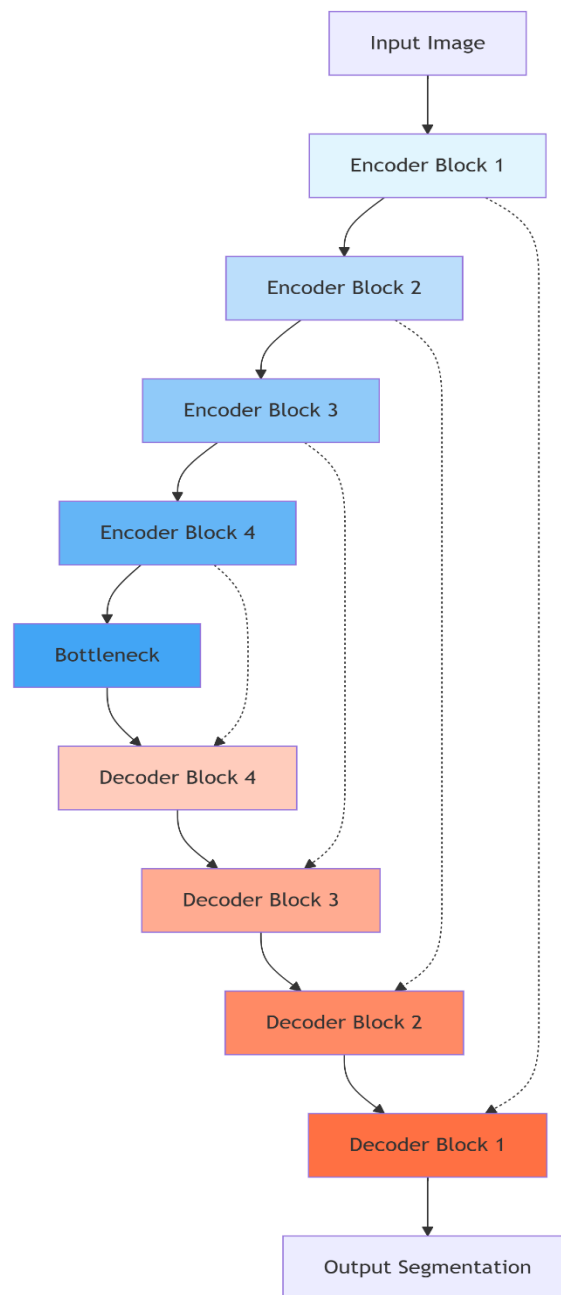 Input Image
Encoder Block 1
Encoder Block 2
Encoder Block 3
Encoder Block 4
Bottleneck
Decoder Block 4
Decoder Block 3
Decoder Block 2
Decoder Block 1
Output Segmentation